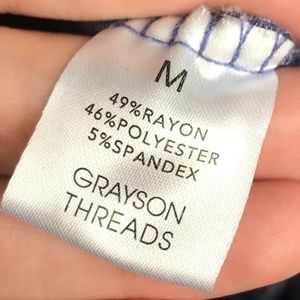 M
49%RAYON
46%POLYESTER
5%SPANDEX
GRAYSON
THREADS